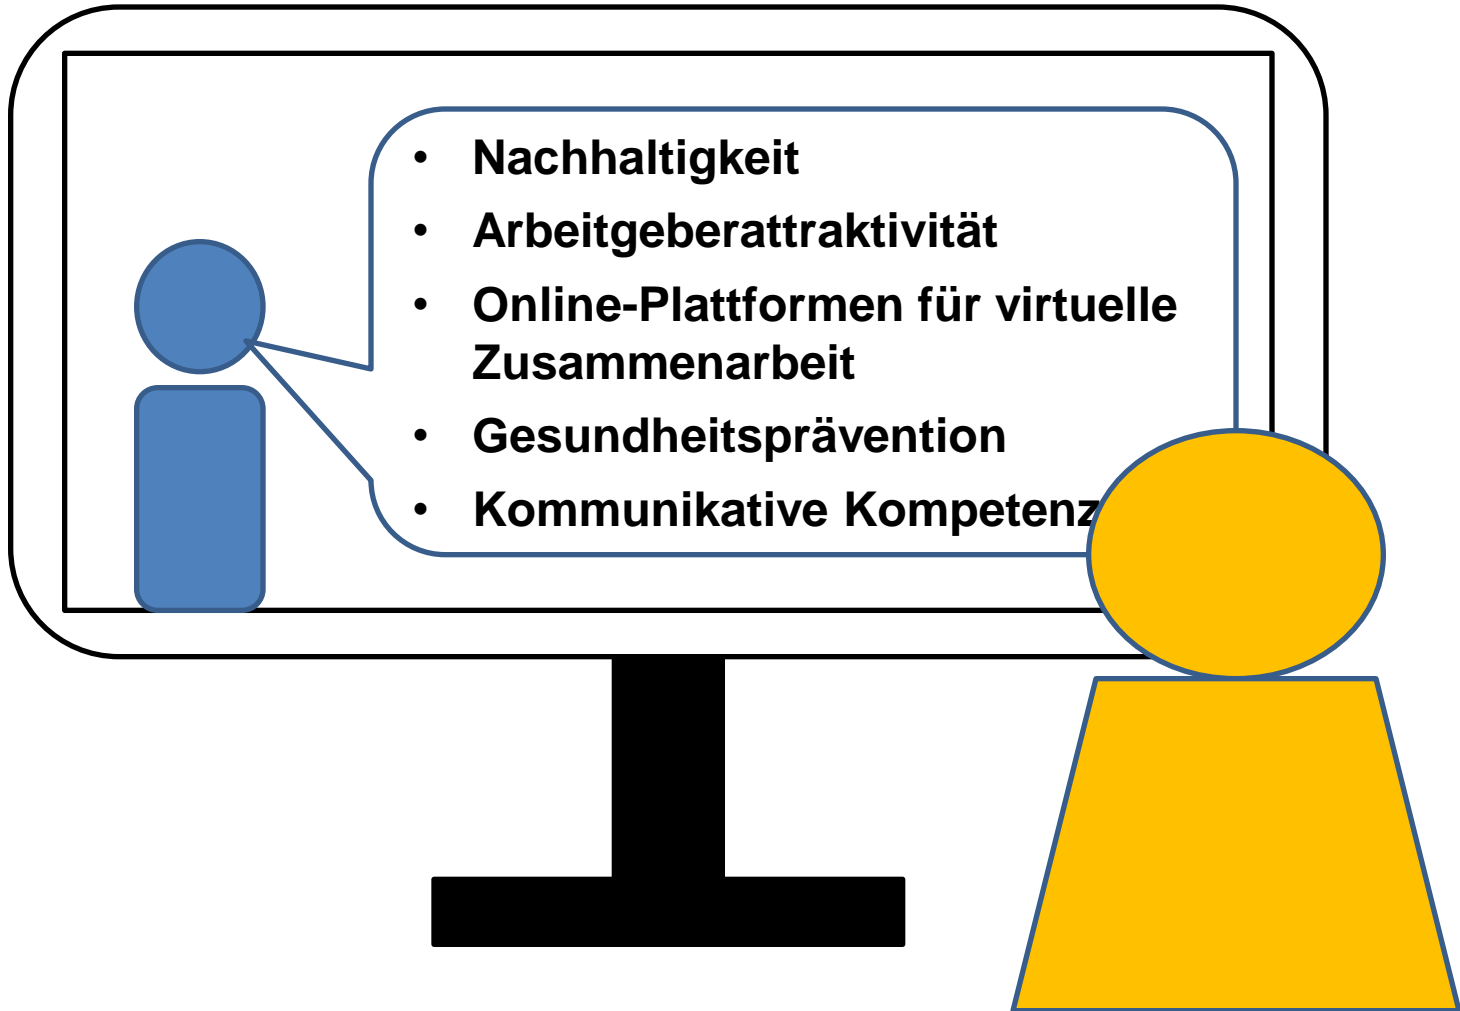 • Nachhaltigkeit
• Arbeitgeberattraktivität
• Online-Plattformen für virtuelle
Zusammenarbeit
• Gesundheitsprävention
• Kommunikative Kompetenz